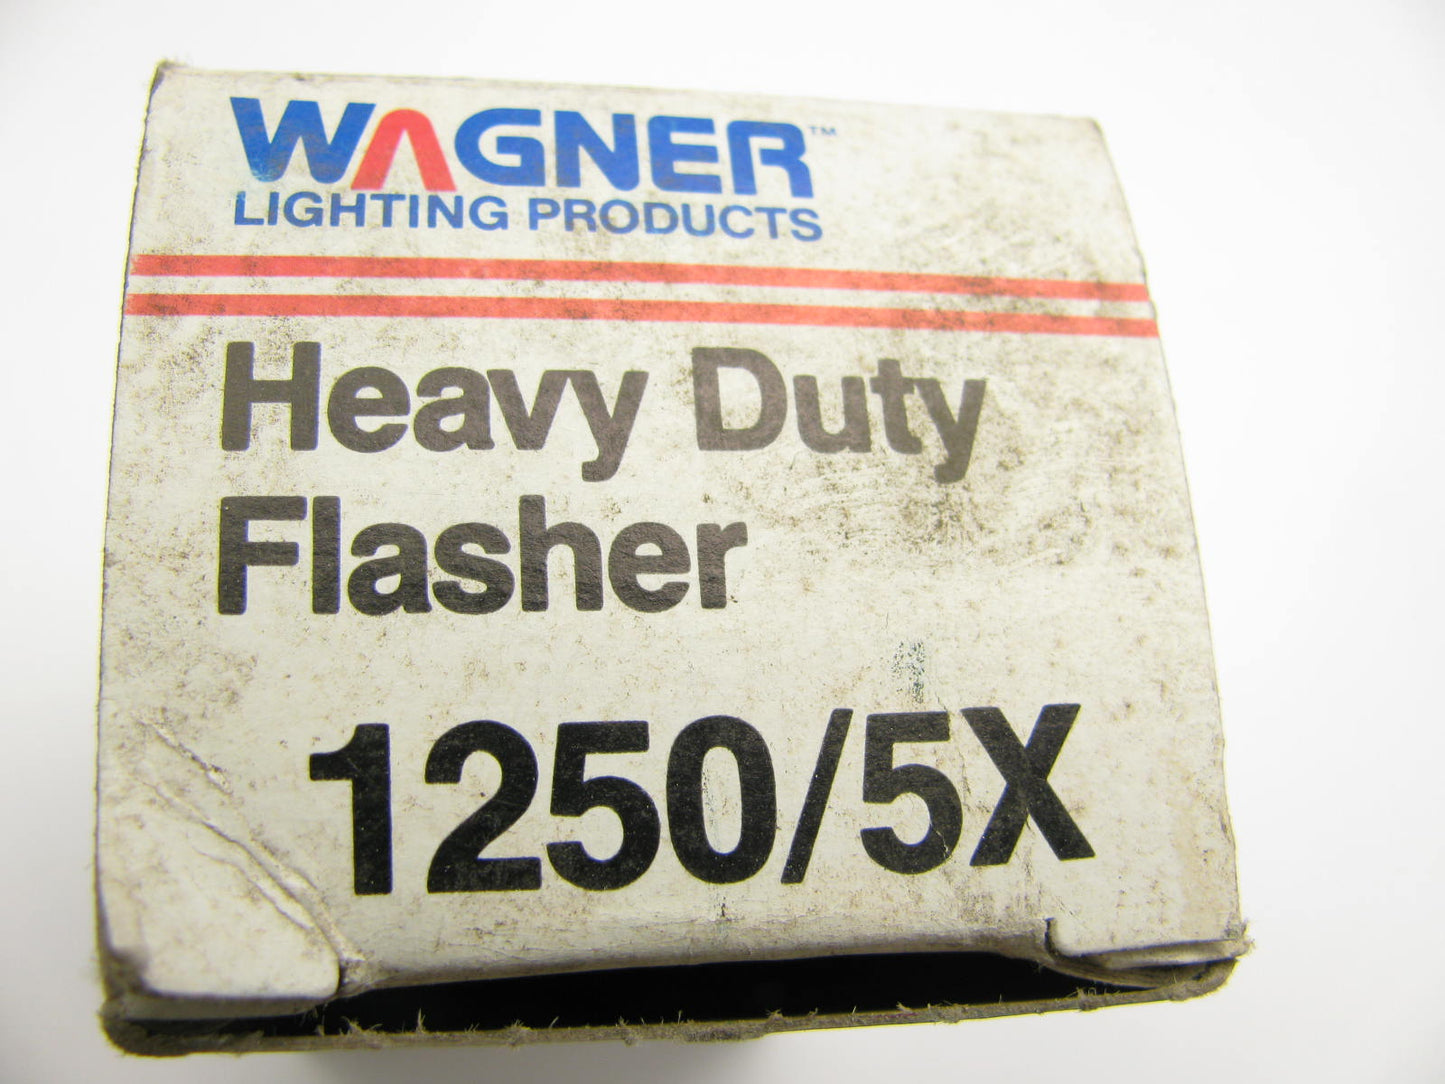 WAGNER™
LIGHTING PRODUCTS
Heavy Duty
Flasher
1250/5X